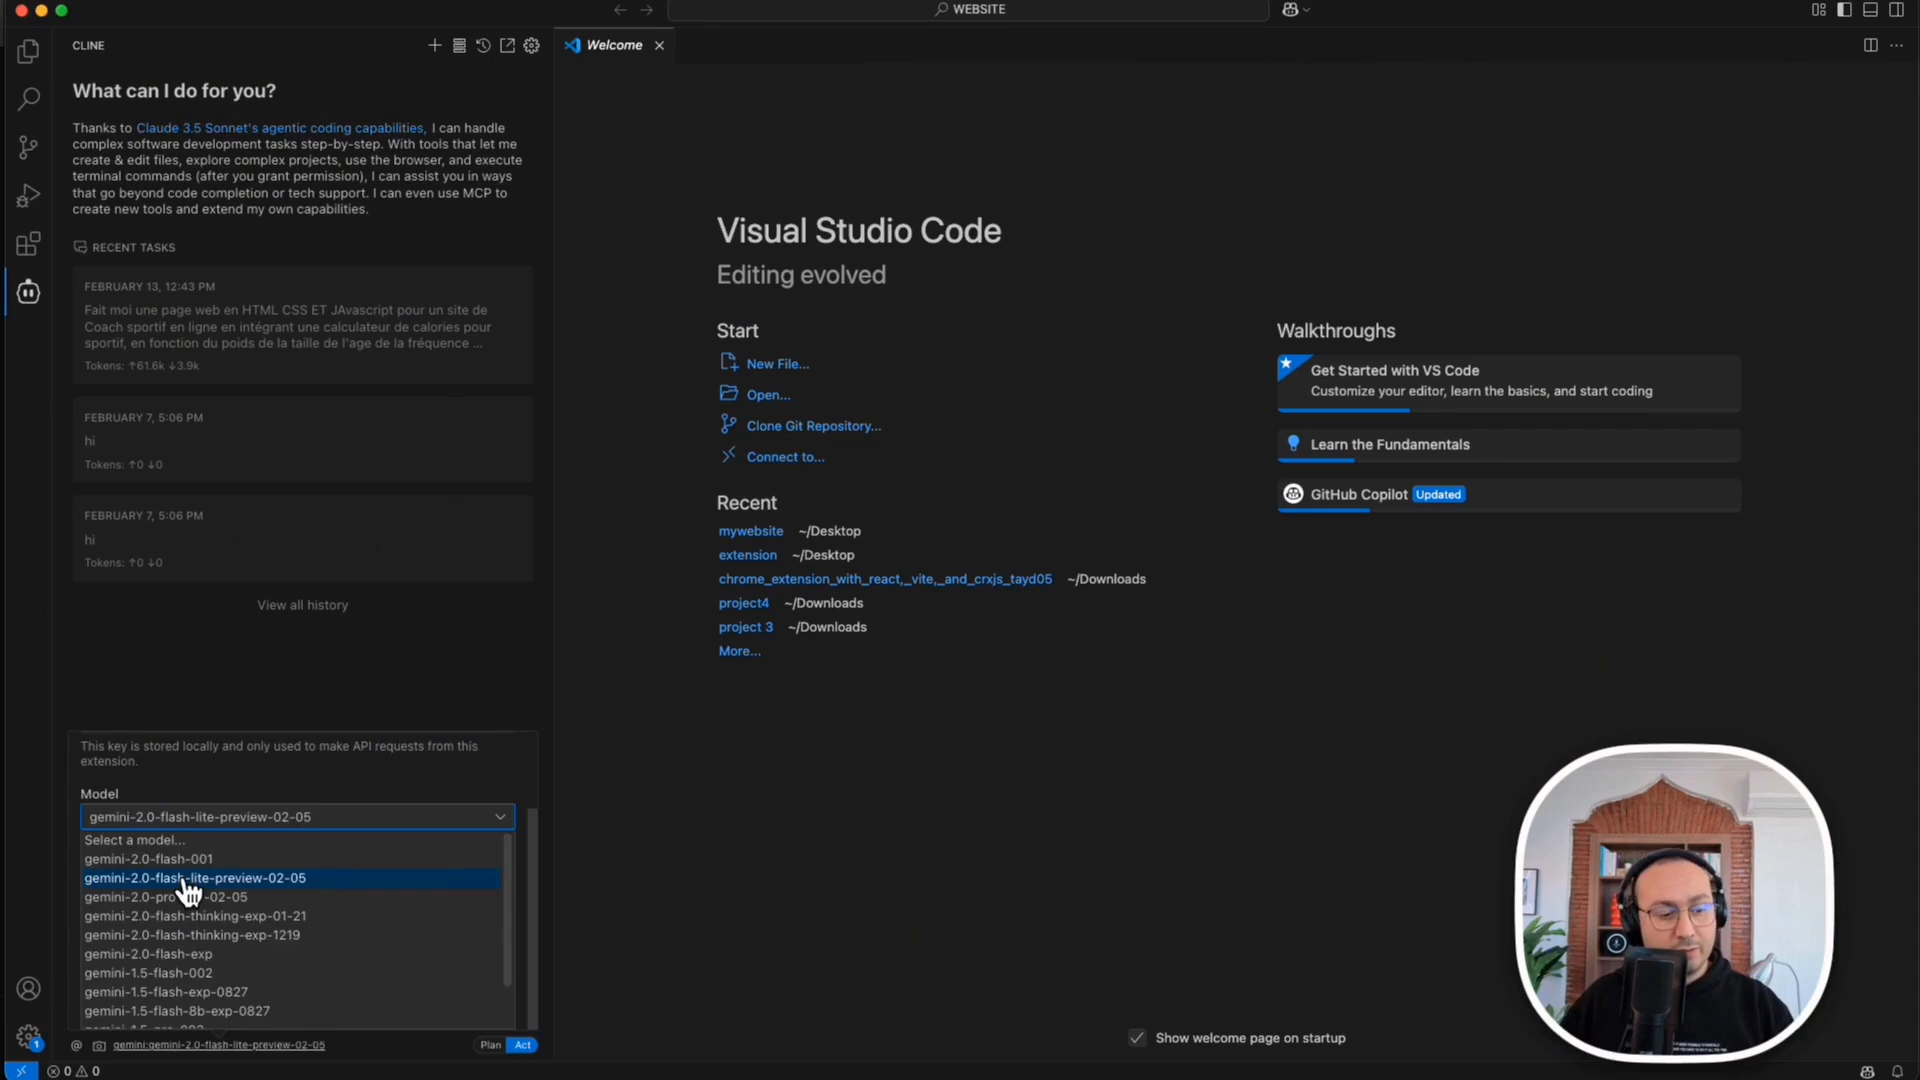 WEBSITE
CLINE
Welcome
What can I do for you?
Thanks to Claude 3.5 Sonnet's agentic coding capabilities, I can handle
complex software development tasks step-by-step. With tools that let me
create & edit files, explore complex projects, use the browser, and execute
terminal commands (after you grant permission), I can assist you in ways
that go beyond code completion or tech support. I can even use MCP to
create new tools and extend my own capabilities.
RECENT TASKS
FEBRUARY 13, 12:43 PM
Fait moi une page web en HTML CSS ET JAvascript pour un site de
Coach sportif en ligne en intégrant une calculateur de calories pour
sportif, en fonction du poids de la taille de l'age de la fréquence ...
Tokens: ↑61.6k ↓3.9k
FEBRUARY 7, 5:06 PM
hi
Tokens: ↑0 ↓0
FEBRUARY 7, 5:06 PM
hi
Tokens: ↑0 ↓0
View all history
This key is stored locally and only used to make API requests from this
extension.
Model
gemini-2.0-flash-lite-preview-02-05
Select a model...
gemini-2.0-flash-001
gemini-2.0-flash-lite-preview-02-05
gemini-2.0-pro -02-05
gemini-2.0-flash-thinking-exp-01-21
gemini-2.0-flash-thinking-exp-1219
gemini-2.0-flash-exp
gemini-1.5-flash-002
gemini-1.5-flash-exp-0827
gemini-1.5-flash-8b-exp-0827
@ gemini:gemini-2.0-flash-lite-preview-02-05
Plan Act
Visual Studio Code
Editing evolved
Start
New File...
Open...
Clone Git Repository...
Connect to...
Recent
mywebsite ~/Desktop
extension ~/Desktop
chrome_extension_with_react,_vite,_and_crxjs_tayd05 ~/Downloads
project4 ~/Downloads
project 3 ~/Downloads
More...
Walkthroughs
Get Started with VS Code
Customize your editor, learn the basics, and start coding
Learn the Fundamentals
GitHub Copilot Updated
Show welcome page on startup
1
0 0